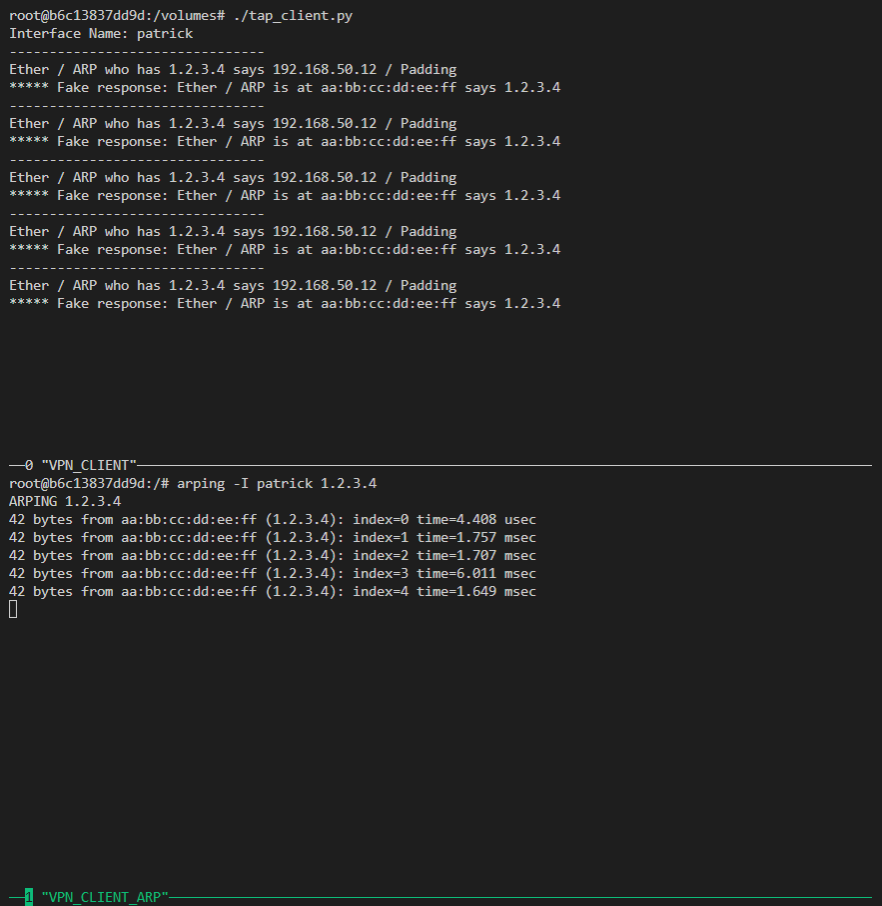 root@b6c13837dd9d:/volumes# ./tap_client.py
Interface Name: patrick
--------------------------------
Ether / ARP who has 1.2.3.4 says 192.168.50.12 / Padding
***** Fake response: Ether / ARP is at aa:bb:cc:dd:ee:ff says 1.2.3.4
--------------------------------
Ether / ARP who has 1.2.3.4 says 192.168.50.12 / Padding
***** Fake response: Ether / ARP is at aa:bb:cc:dd:ee:ff says 1.2.3.4
--------------------------------
Ether / ARP who has 1.2.3.4 says 192.168.50.12 / Padding
***** Fake response: Ether / ARP is at aa:bb:cc:dd:ee:ff says 1.2.3.4
--------------------------------
Ether / ARP who has 1.2.3.4 says 192.168.50.12 / Padding
***** Fake response: Ether / ARP is at aa:bb:cc:dd:ee:ff says 1.2.3.4
--------------------------------
Ether / ARP who has 1.2.3.4 says 192.168.50.12 / Padding
***** Fake response: Ether / ARP is at aa:bb:cc:dd:ee:ff says 1.2.3.4
0 "VPN_CLIENT"
root@b6c13837dd9d:/# arping -I patrick 1.2.3.4
ARPING 1.2.3.4
42 bytes from aa:bb:cc:dd:ee:ff (1.2.3.4): index=0 time=4.408 usec
42 bytes from aa:bb:cc:dd:ee:ff (1.2.3.4): index=1 time=1.757 msec
42 bytes from aa:bb:cc:dd:ee:ff (1.2.3.4): index=2 time=1.707 msec
42 bytes from aa:bb:cc:dd:ee:ff (1.2.3.4): index=3 time=6.011 msec
42 bytes from aa:bb:cc:dd:ee:ff (1.2.3.4): index=4 time=1.649 msec
1 "VPN_CLIENT_ARP"